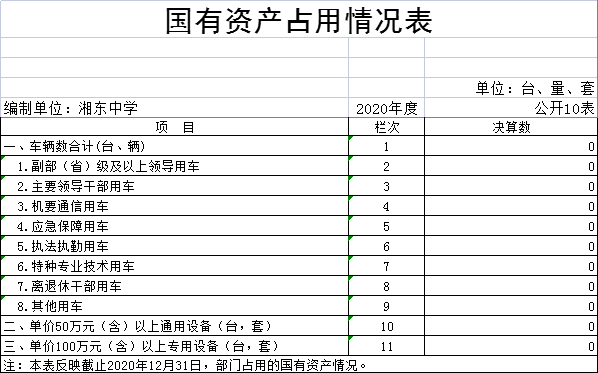 国有资产占用情况表
单位：台、量、套
编制单位：湘东中学 2020年度 公开10表
项 目 栏次 决算数
一、车辆数合计(台、辆) 1 0
1.副部（省）级及以上领导用车 2 0
2.主要领导干部用车 3 0
3.机要通信用车 4 0
4.应急保障用车 5 0
5.执法执勤用车 6 0
6.特种专业技术用车 7 0
7.离退休干部用车 8 0
8.其他用车 9 0
二、单价50万元（含）以上通用设备（台，套） 10 0
三、单价100万元（含）以上专用设备（台，套） 11 0
注：本表反映截止2020年12月31日，部门占用的国有资产情况。